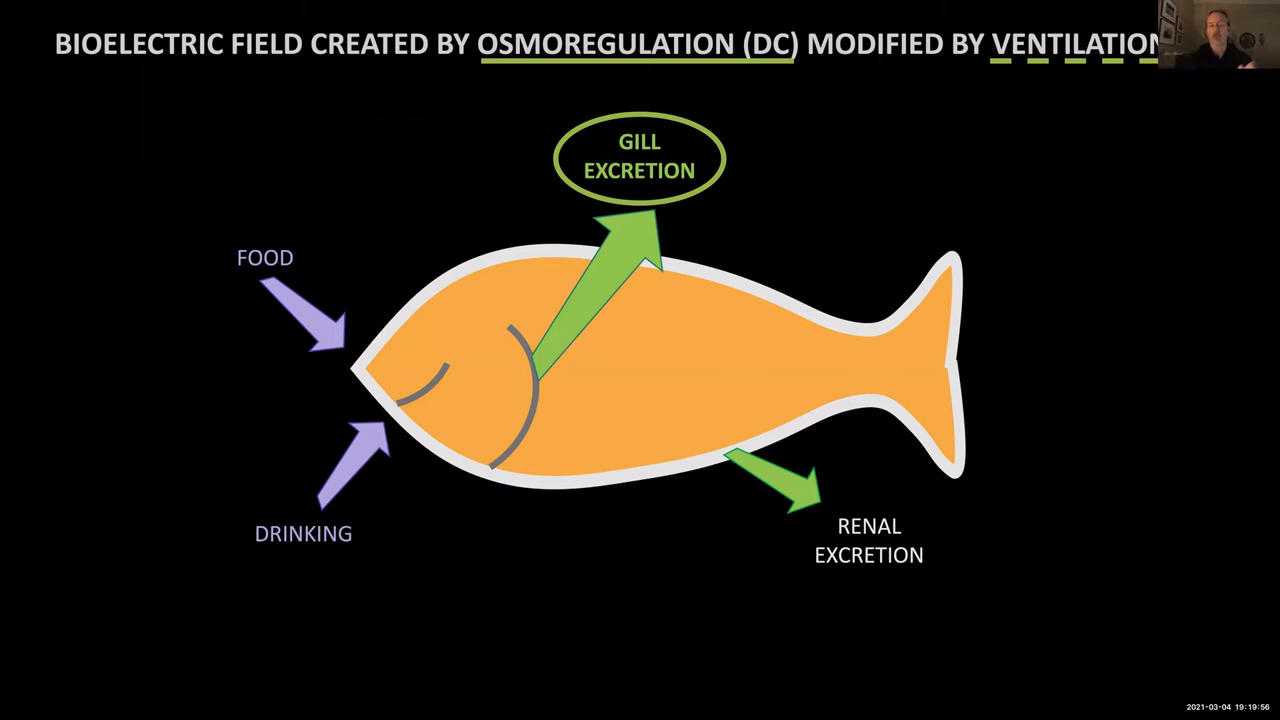 BIOELECTRIC FIELD CREATED BY OSMOREGULATION (DC) MODIFIED BY VENTILATION
GILL
EXCRETION
FOOD
DRINKING
RENAL
EXCRETION
2021-03-04 19:19:56